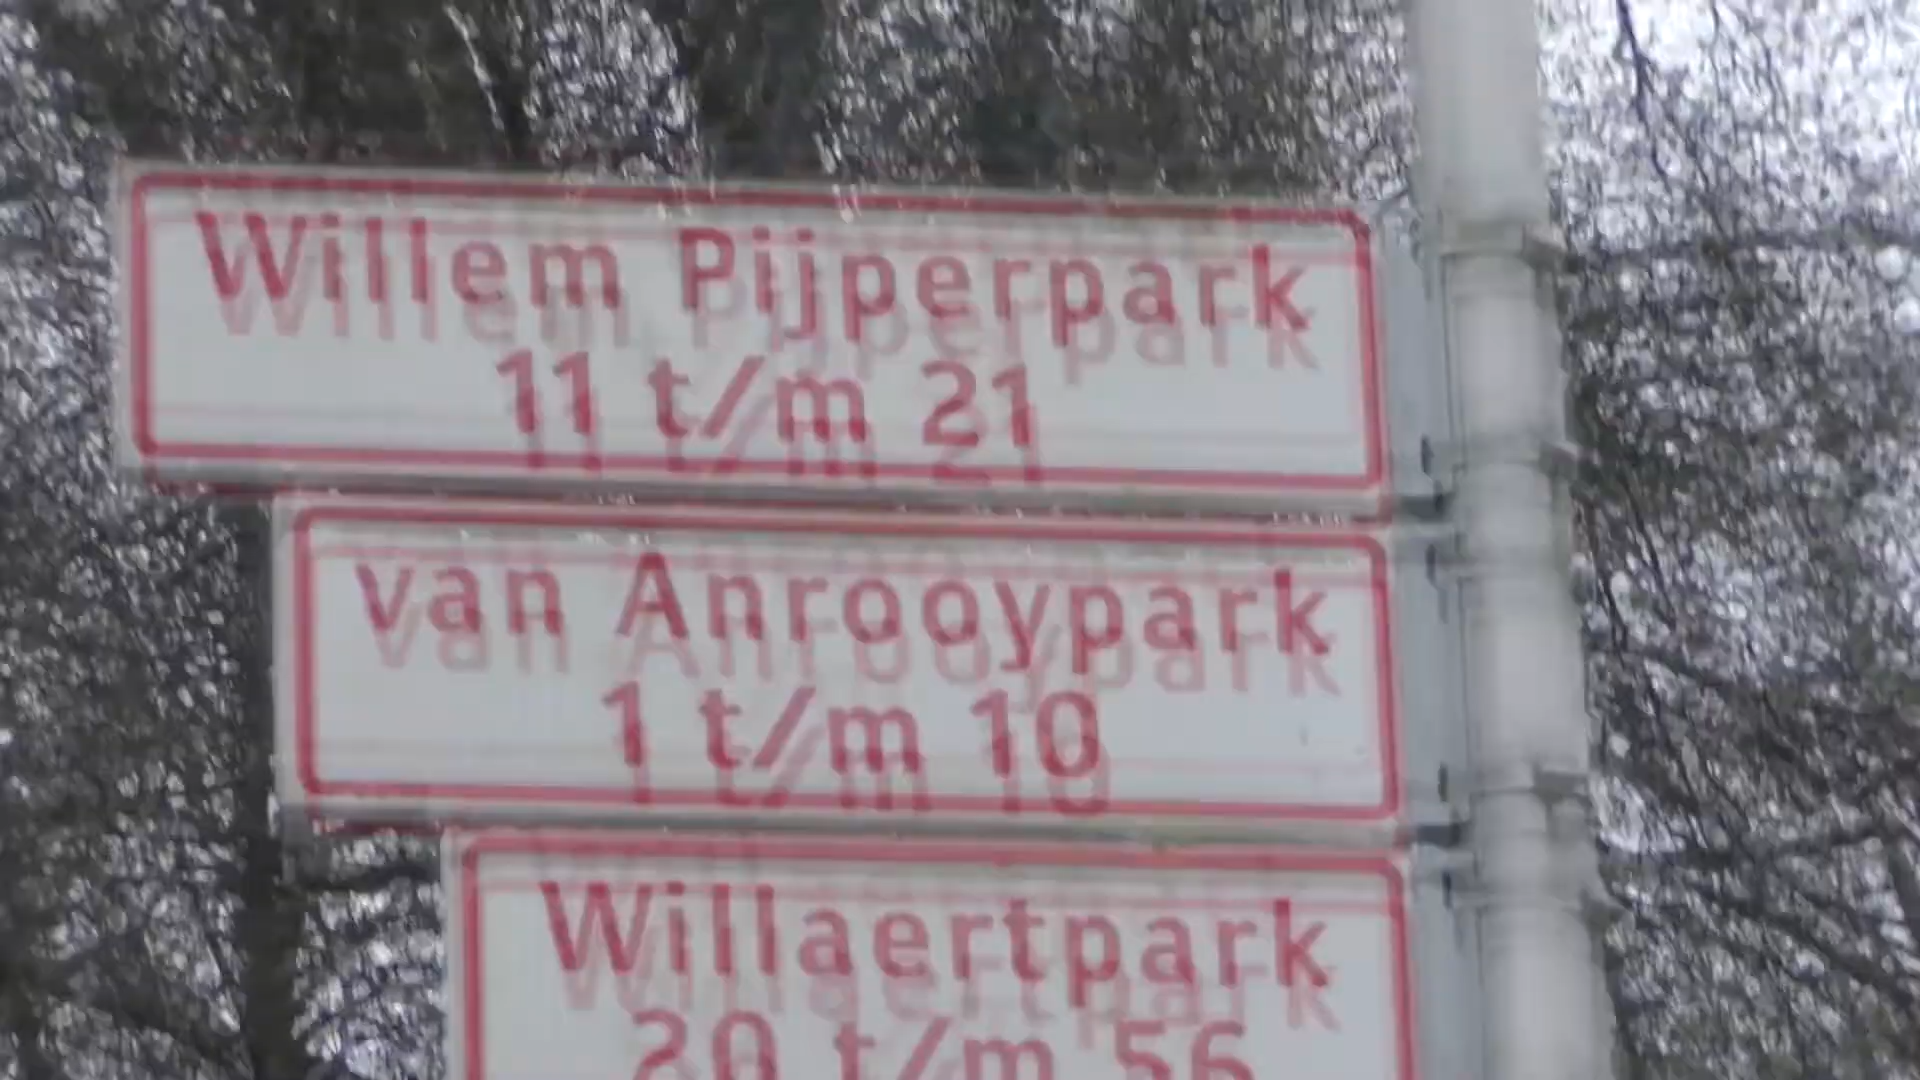 Willem Pijperpark
11 t/m 21
van Anrooypark
1 t/m 10
Willaertpark
20 t/m 56